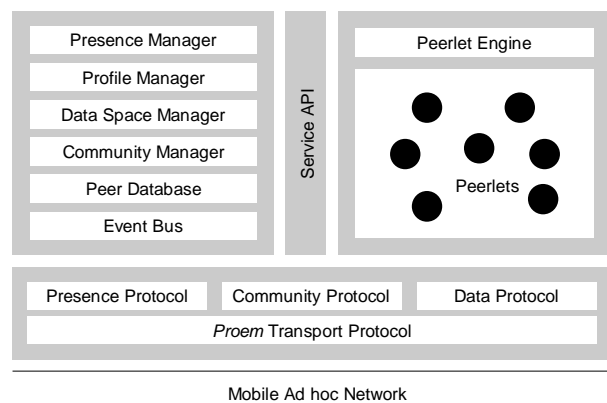 Presence Manager
Profile Manager
Data Space Manager
Community Manager
Peer Database
Event Bus
Service API
Peerlet Engine
Peerlets
Presence Protocol
Community Protocol
Data Protocol
Proem Transport Protocol
Mobile Ad hoc Network